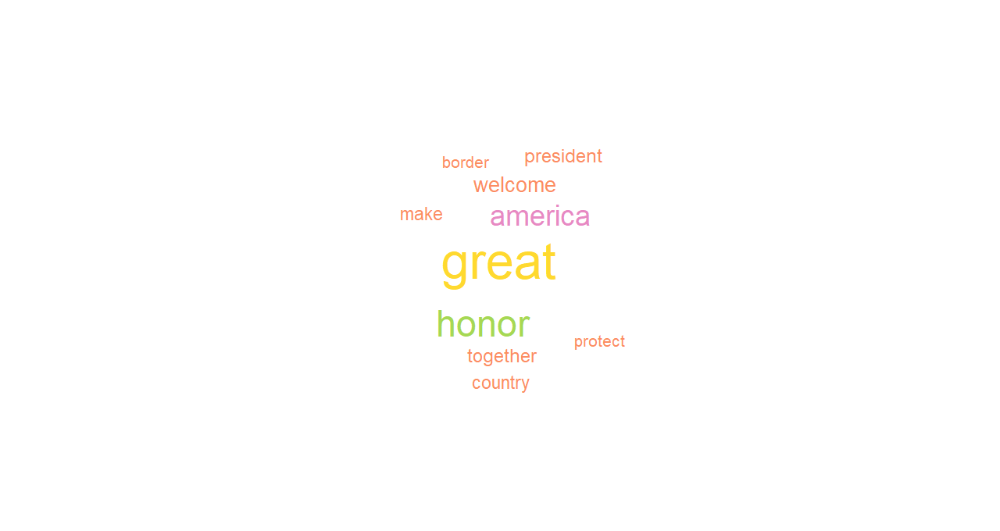 border president
welcome
make america
great
honor
protect
together
country